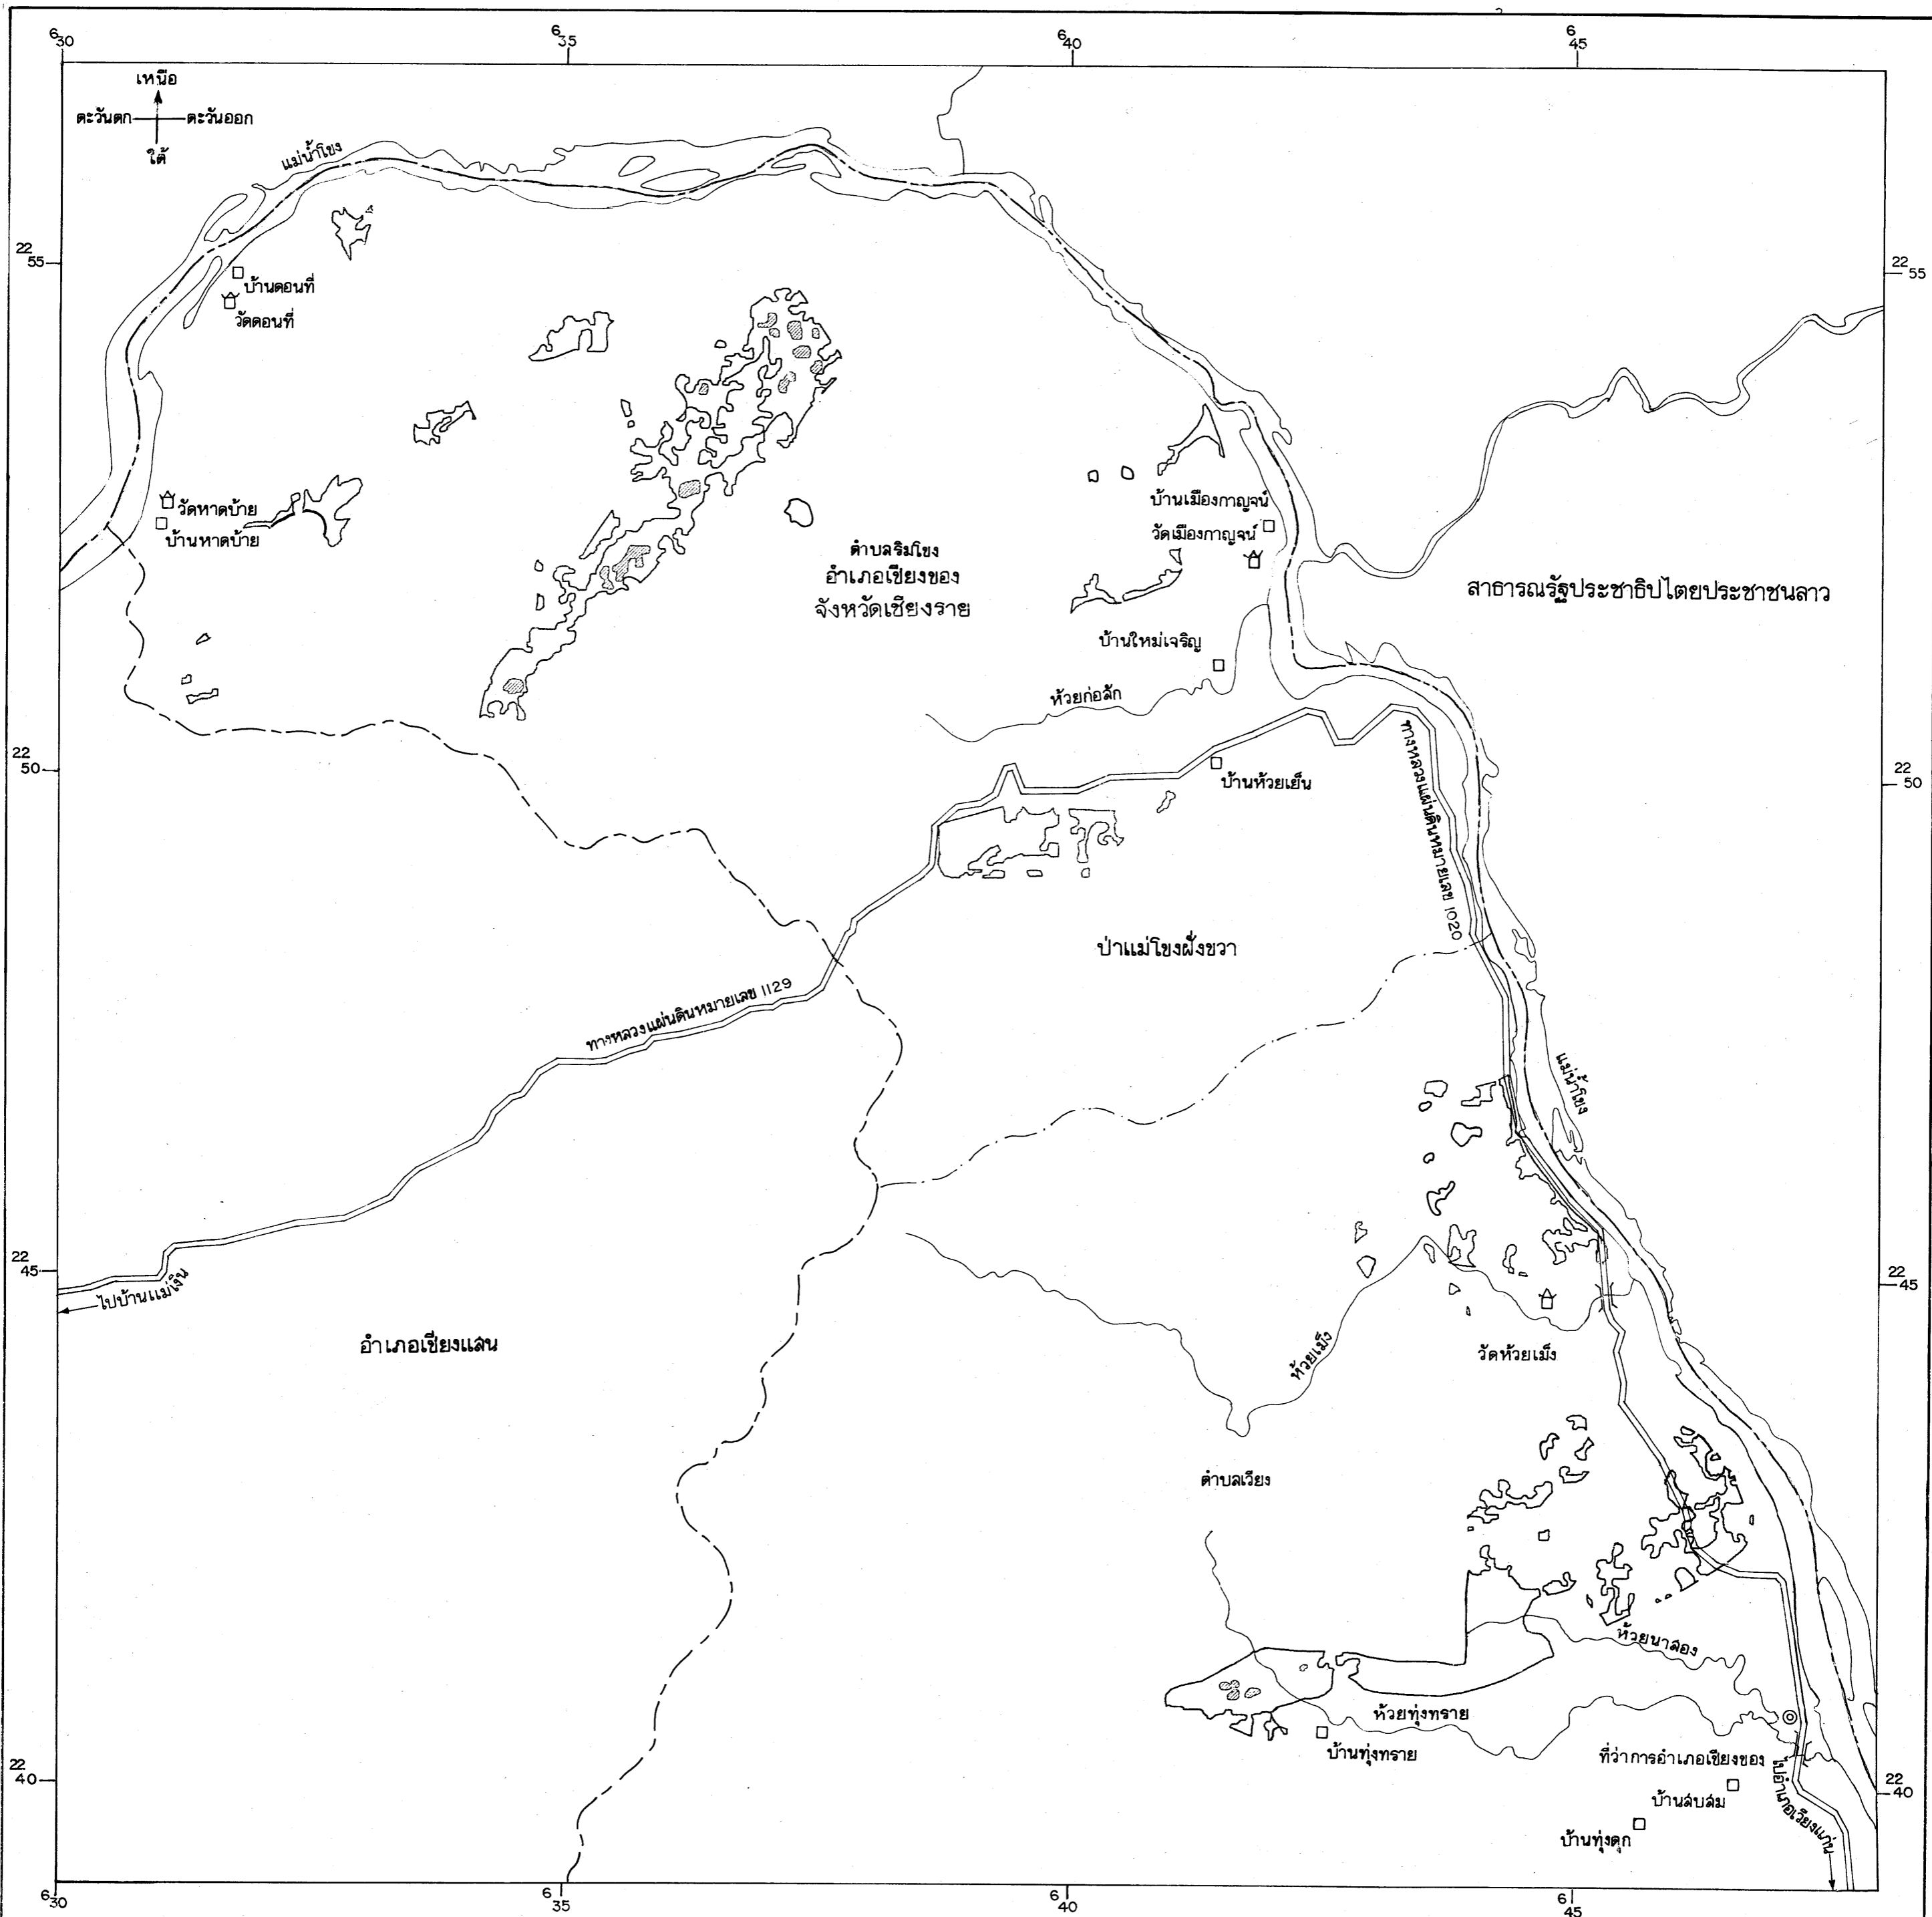 6 30
6 35
6 40
6 45
เหนือ
ตะวันตก
ตะวันออก
ใต้
แม่น้ำโขง
22 55
22 55
บ้านดอนที่
วัดดอนที่
วัดหาดบ้าย
บ้านหาดบ้าย
บ้านเมืองกาญจน์
วัดเมืองกาญจน์
ตำบลริมโขง
อำเภอเชียงของ
จังหวัดเชียงราย
สาธารณรัฐประชาธิปไตยประชาชนลาว
บ้านใหม่เจริญ
ห้วยก่อลัก
22 50
22 50
บ้านห้วยเย็น
ทางหลวงแผ่นดินหมายเลข 1020
ป่าแม่โขงฝั่งขวา
ทางหลวงแผ่นดินหมายเลข 1129
แม่น้ำโขง
22 45
22 45
ไปบ้านแม่เงิน
อำเภอเชียงแสน
ห้วยเม็ง
วัดห้วยเม็ง
ตำบลเวียง
ห้วยนาสอง
ห้วยทุ่งทราย
บ้านทุ่งทราย
ที่ว่าการอำเภอเชียงของ
22 40
22 40
บ้านสบสม
บ้านทุ่งดุก
ไปอำเภอเวียงแก่น
6 30
6 35
6 40
6 45